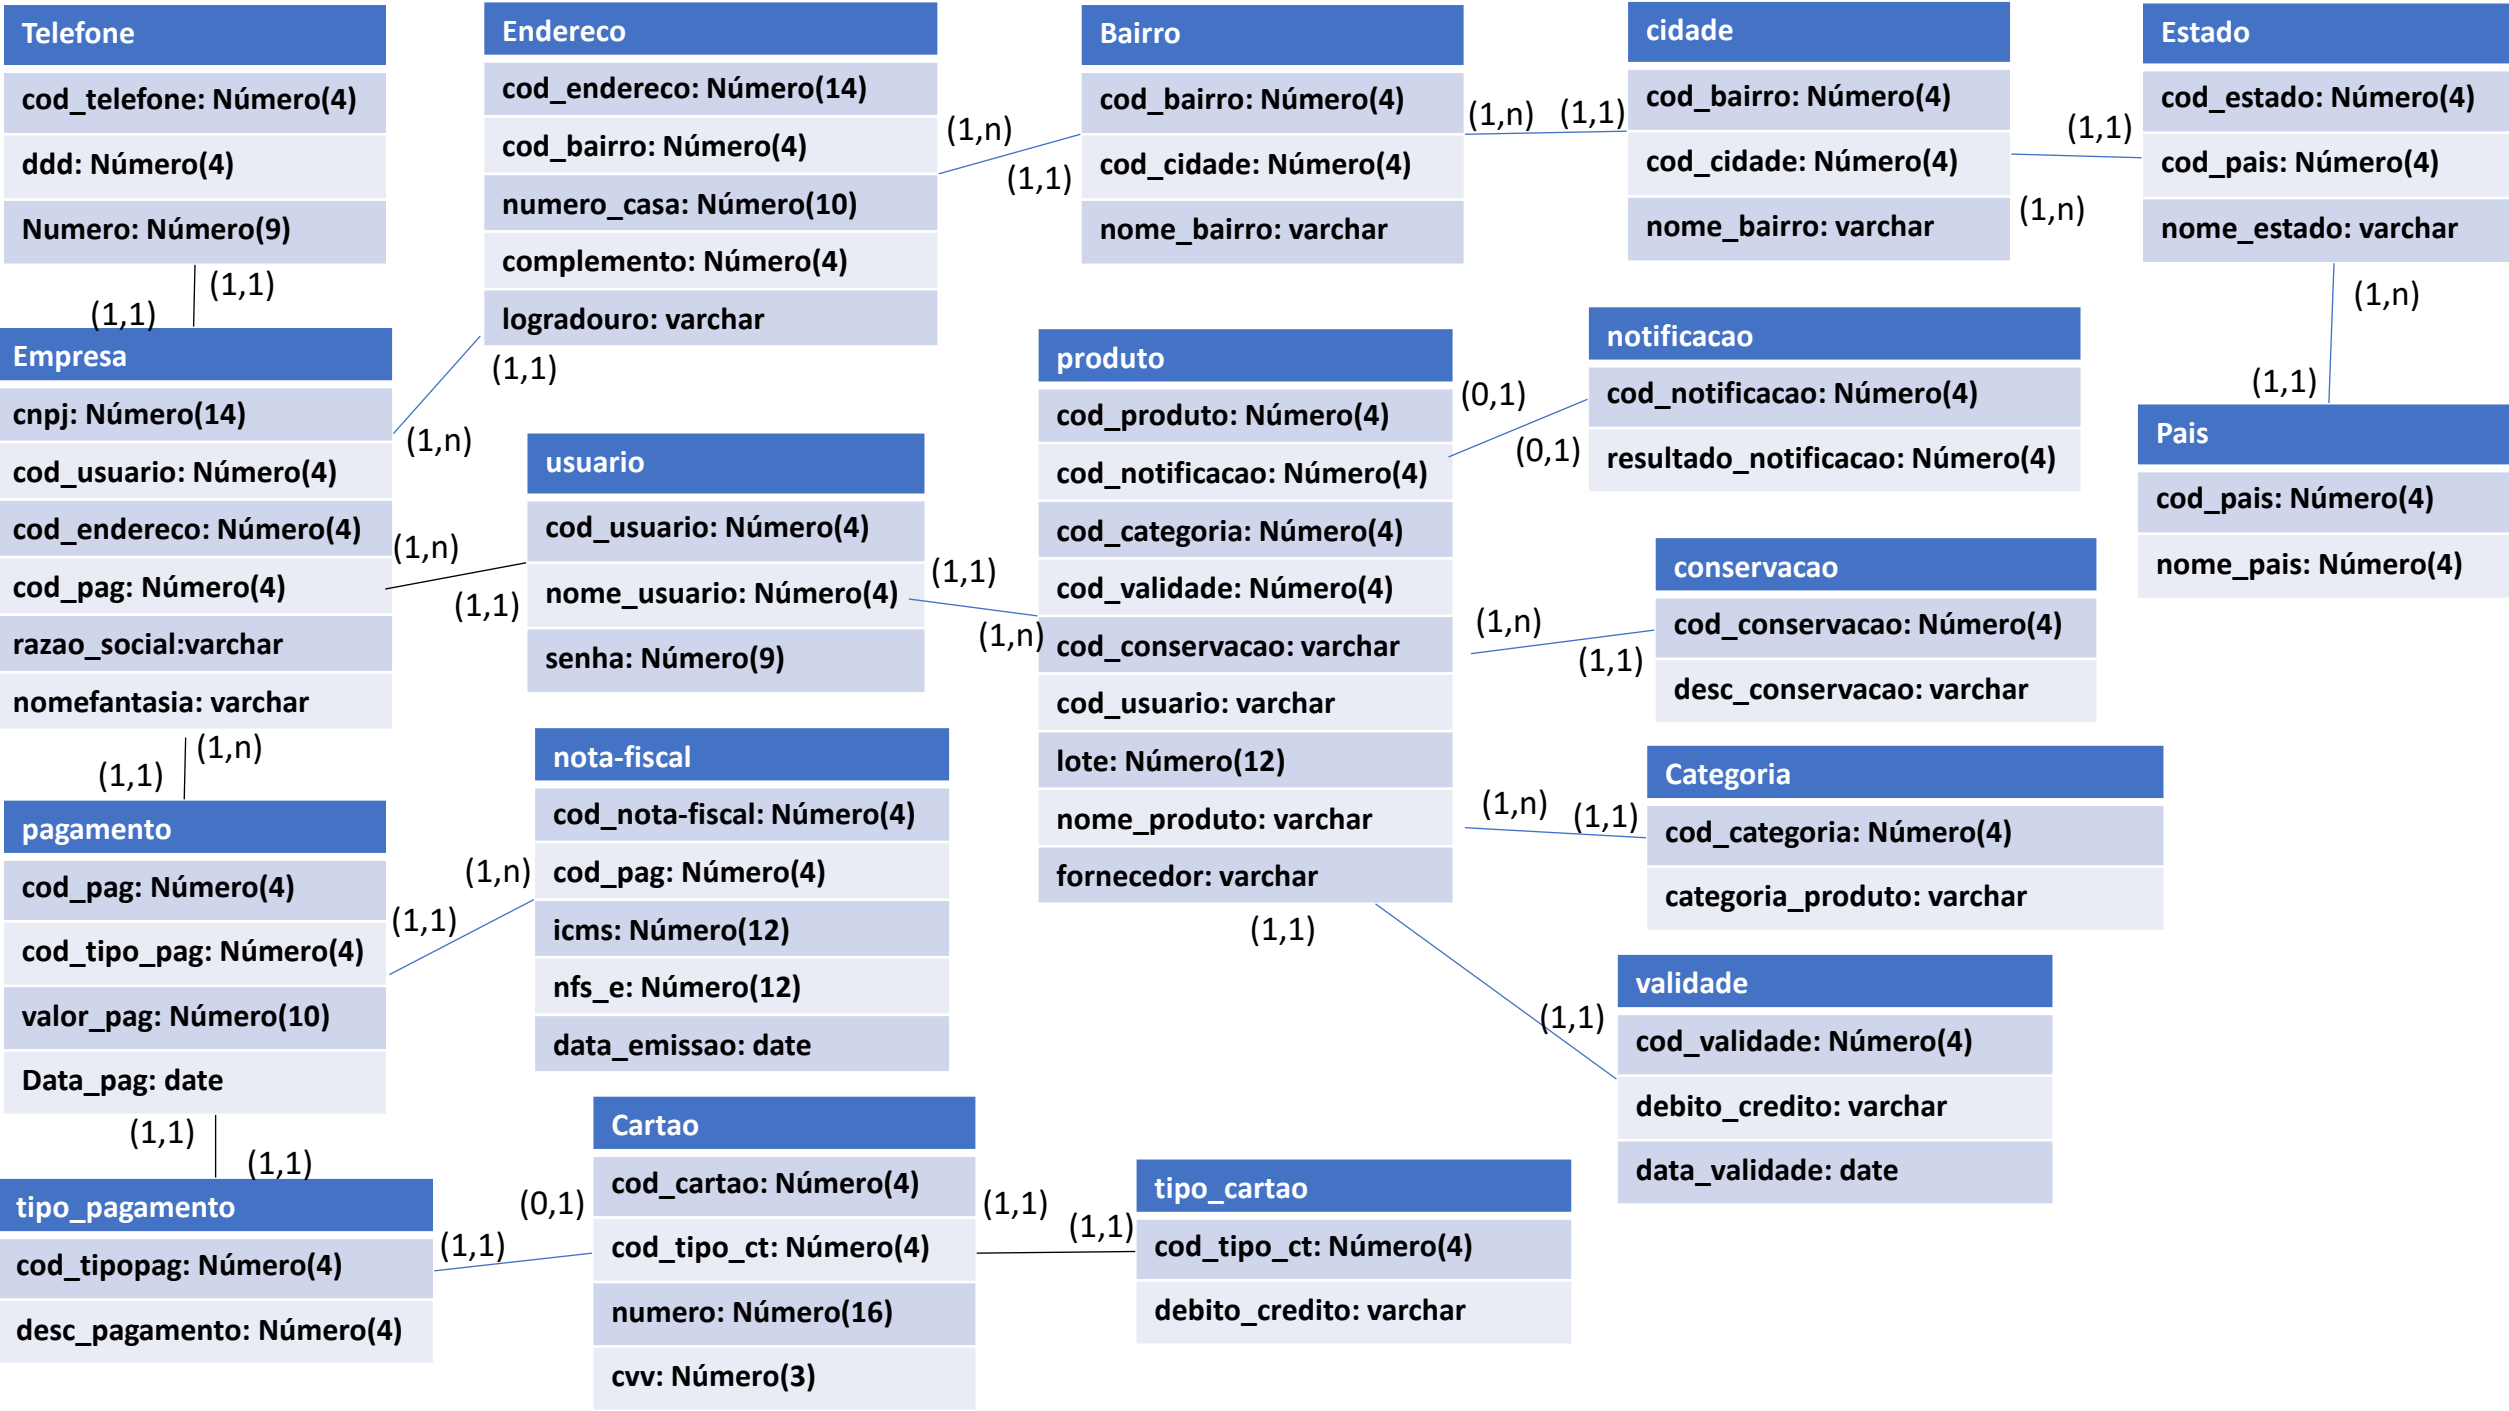 Telefone
cod_telefone: Número(4)
ddd: Número(4)
Numero: Número(9)
(1,1)
(1,1)
Endereco
cod_endereco: Número(14)
cod_bairro: Número(4)
numero_casa: Número(10)
complemento: Número(4)
logradouro: varchar
(1,n)
(1,1)
(1,1)
Bairro
cod_bairro: Número(4)
cod_cidade: Número(4)
nome_bairro: varchar
(1,n)
(1,1)
cidade
cod_bairro: Número(4)
cod_cidade: Número(4)
nome_bairro: varchar
(1,1)
(1,n)
Estado
cod_estado: Número(4)
cod_pais: Número(4)
nome_estado: varchar
(1,n)
(1,1)
Pais
cod_pais: Número(4)
nome_pais: Número(4)
Empresa
cnpj: Número(14)
cod_usuario: Número(4)
cod_endereco: Número(4)
cod_pag: Número(4)
razao_social:varchar
nomefantasia: varchar
(1,n)
(1,n)
(1,1)
(1,n)
(1,1)
usuario
cod_usuario: Número(4)
nome_usuario: Número(4)
senha: Número(9)
(1,1)
(1,n)
produto
cod_produto: Número(4)
cod_notificacao: Número(4)
cod_categoria: Número(4)
cod_validade: Número(4)
cod_conservacao: varchar
cod_usuario: varchar
lote: Número(12)
nome_produto: varchar
fornecedor: varchar
(0,1)
(0,1)
notificacao
cod_notificacao: Número(4)
resultado_notificacao: Número(4)
(1,n)
(1,1)
conservacao
cod_conservacao: Número(4)
desc_conservacao: varchar
(1,n)
(1,1)
Categoria
cod_categoria: Número(4)
categoria_produto: varchar
(1,1)
(1,1)
validade
cod_validade: Número(4)
debito_credito: varchar
data_validade: date
pagamento
cod_pag: Número(4)
cod_tipo_pag: Número(4)
valor_pag: Número(10)
Data_pag: date
(1,n)
(1,1)
nota-fiscal
cod_nota-fiscal: Número(4)
cod_pag: Número(4)
icms: Número(12)
nfs_e: Número(12)
data_emissao: date
(1,1)
(1,1)
tipo_pagamento
cod_tipopag: Número(4)
desc_pagamento: Número(4)
(0,1)
(1,1)
Cartao
cod_cartao: Número(4)
cod_tipo_ct: Número(4)
numero: Número(16)
cvv: Número(3)
(1,1)
(1,1)
tipo_cartao
cod_tipo_ct: Número(4)
debito_credito: varchar